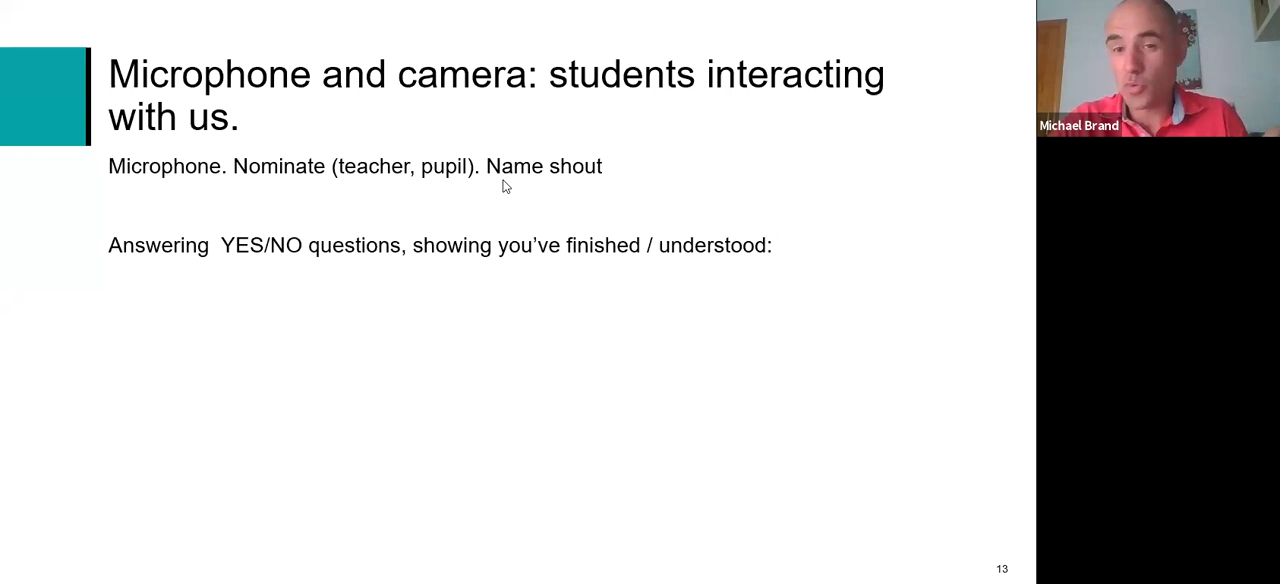 Microphone and camera: students interacting
with us.
Microphone. Nominate (teacher, pupil). Name shout
Answering  YES/NO questions, showing you’ve finished / understood:
13
Michael Brand